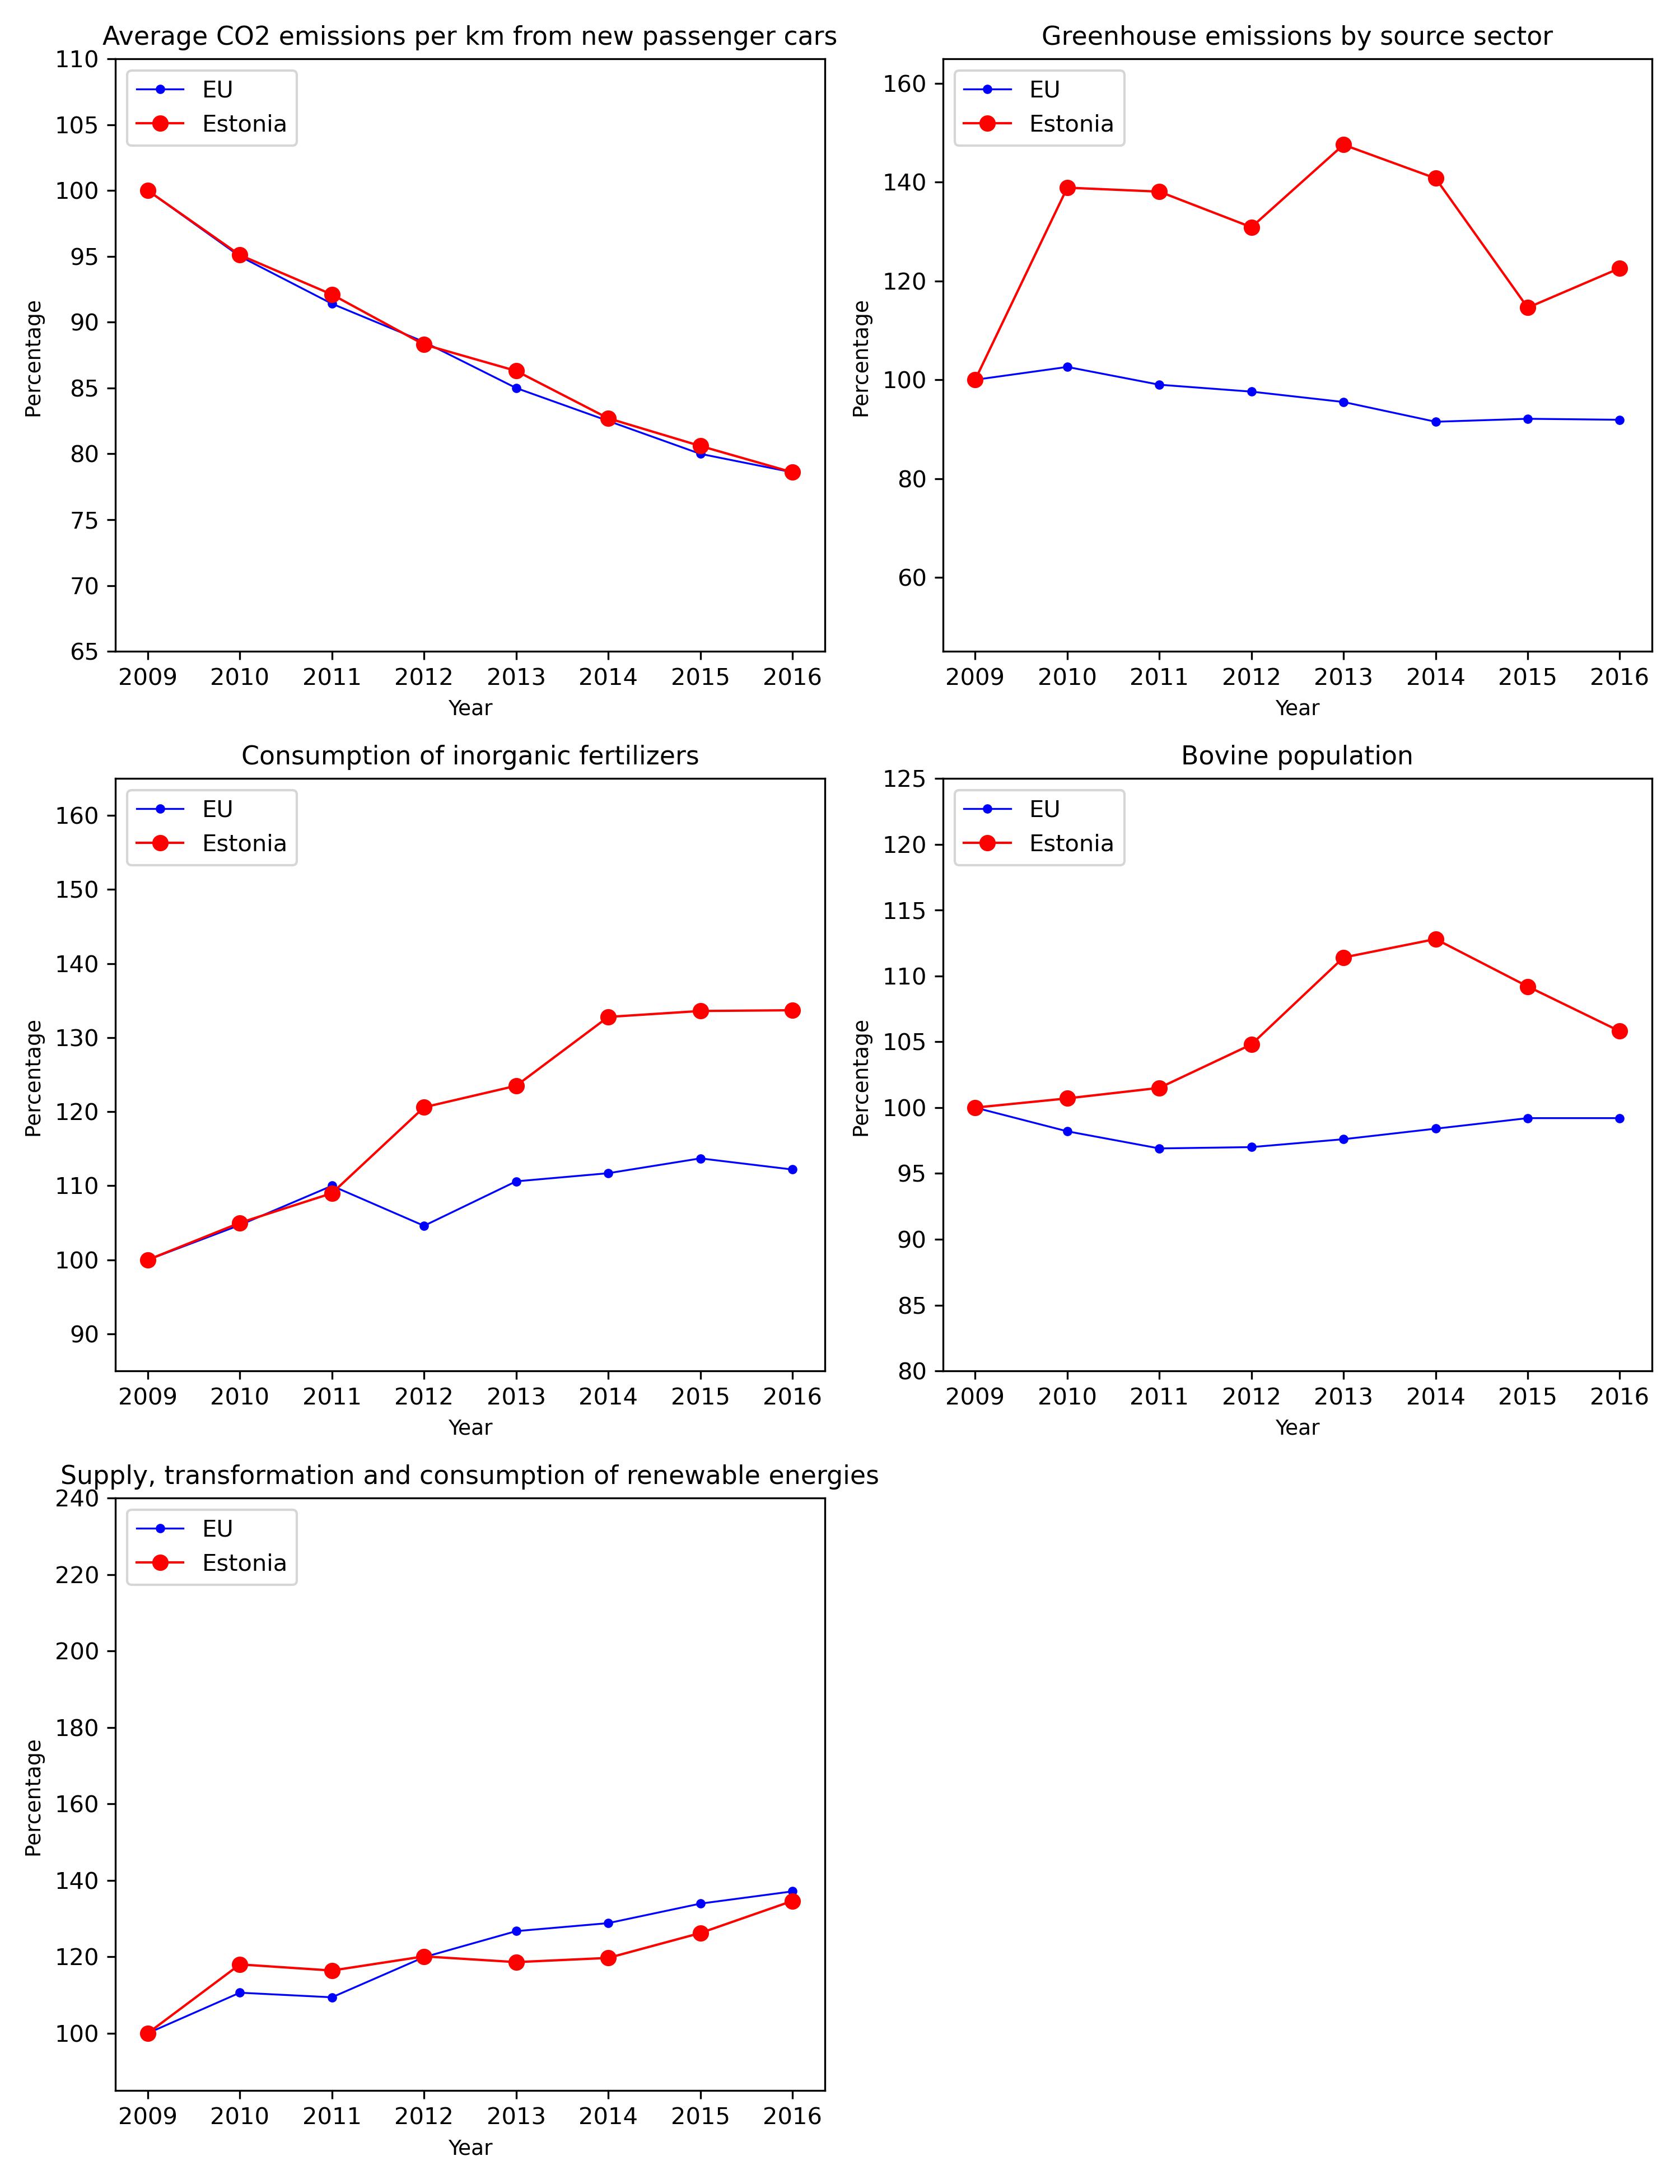 Average CO2 emissions per km from new passenger cars
110
105
100
95
90
85
80
75
70
65
Percentage
EU
Estonia
2009 2010 2011 2012 2013 2014 2015 2016
Year
Greenhouse emissions by source sector
160
140
120
100
80
60
Percentage
EU
Estonia
2009 2010 2011 2012 2013 2014 2015 2016
Year
Consumption of inorganic fertilizers
160
150
140
130
120
110
100
90
Percentage
EU
Estonia
2009 2010 2011 2012 2013 2014 2015 2016
Year
Bovine population
125
120
115
110
105
100
95
90
85
80
Percentage
EU
Estonia
2009 2010 2011 2012 2013 2014 2015 2016
Year
Supply, transformation and consumption of renewable energies
240
220
200
180
160
140
120
100
Percentage
EU
Estonia
2009 2010 2011 2012 2013 2014 2015 2016
Year